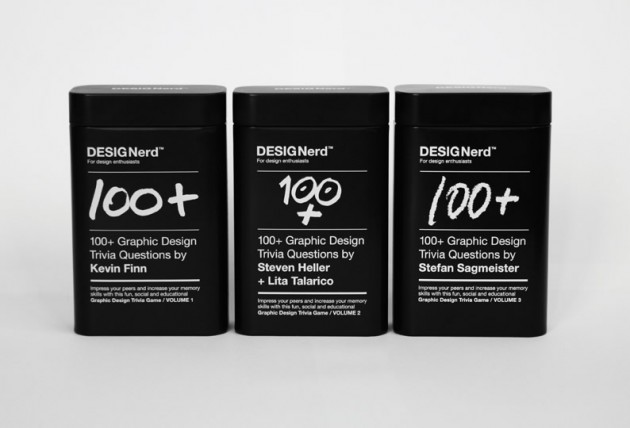 DESIGNerd™
For design enthusiasts
100+
100+ Graphic Design
Trivia Questions by
Kevin Finn
Impress your peers and increase your memory
skills with this fun, social and educational
Graphic Design Trivia Game / VOLUME 1
DESIGNerd™
For design enthusiasts
100
+
100+ Graphic Design
Trivia Questions by
Steven Heller
+ Lita Talarico
Impress your peers and increase your memory
skills with this fun, social and educational
Graphic Design Trivia Game / VOLUME 2
DESIGNerd™
For design enthusiasts
100+
100+ Graphic Design
Trivia Questions by
Stefan Sagmeister
Impress your peers and increase your memory
skills with this fun, social and educational
Graphic Design Trivia Game / VOLUME 3